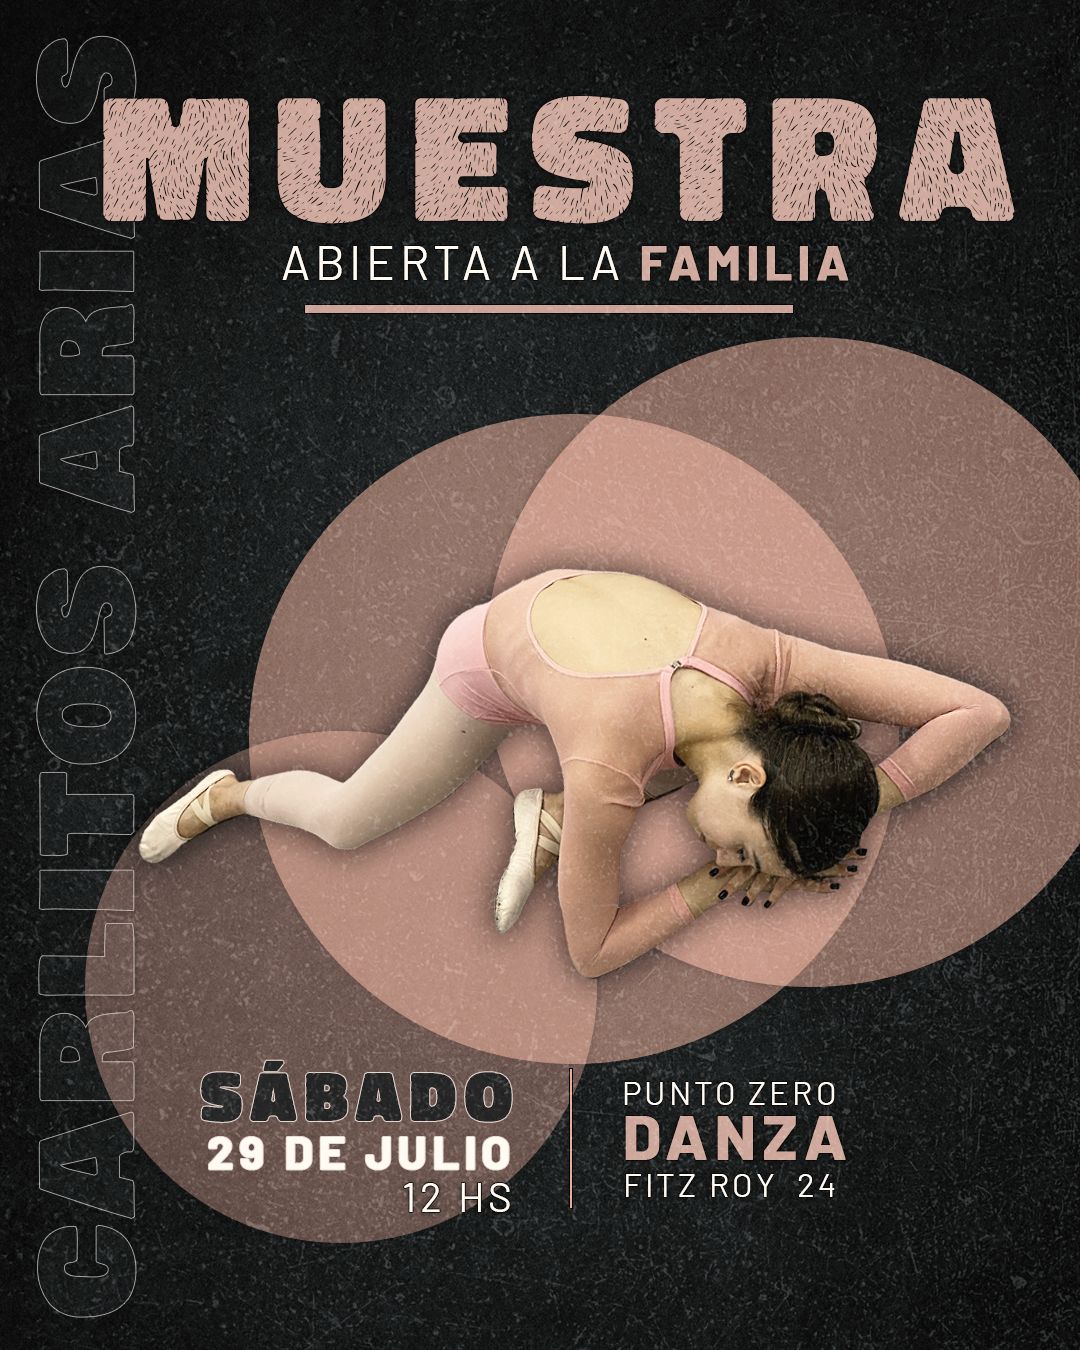 MUESTRA
ABIERTA A LA FAMILIA
CARLITOS ARIAS
SÁBADO
29 DE JULIO
12 HS
PUNTO ZERO
DANZA
FITZ ROY 24